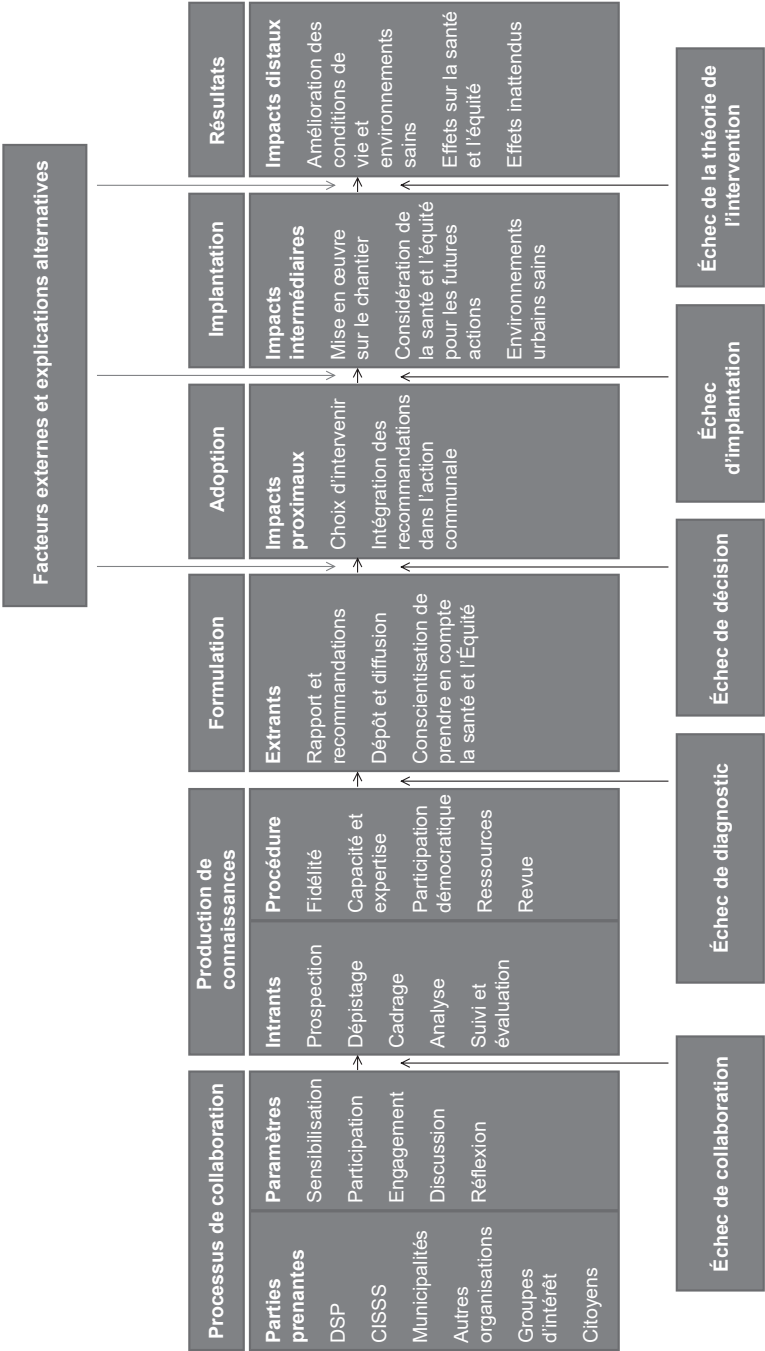 Facteurs externes et explications alternatives
Processus de collaboration
Parties
prenantes
DSP
CISSS
Municipalités
Autres
organisations
Groupes
d'intérêt
Citoyens
Paramètres
Sensibilisation
Participation
Engagement
Discussion
Réflexion
Production de
connaissances
Intrants
Prospection
Dépistage
Cadrage
Analyse
Suivi et
évaluation
Procédure
Fidélité
Capacité et
expertise
Participation
démocratique
Ressources
Revue
Formulation
Extrants
Rapport et
recommandations
Dépôt et diffusion
Conscientisation de
prendre en compte
la santé et l'Équité
Adoption
Impacts
proximaux
Choix d'intervenir
Intégration des
recommandations
dans l'action
communale
Implantation
Impacts
intermédiaires
Mise en œuvre
sur le chantier
Considération de
la santé et l'équité
pour les futures
actions
Environnements
urbains sains
Résultats
Impacts distaux
Amélioration des
conditions de
vie et
environnements
sains
Effets sur la santé
et l'équité
Effets inattendus
Échec de collaboration
Échec de diagnostic
Échec de décision
Échec
d'implantation
Échec de la théorie de
l'intervention